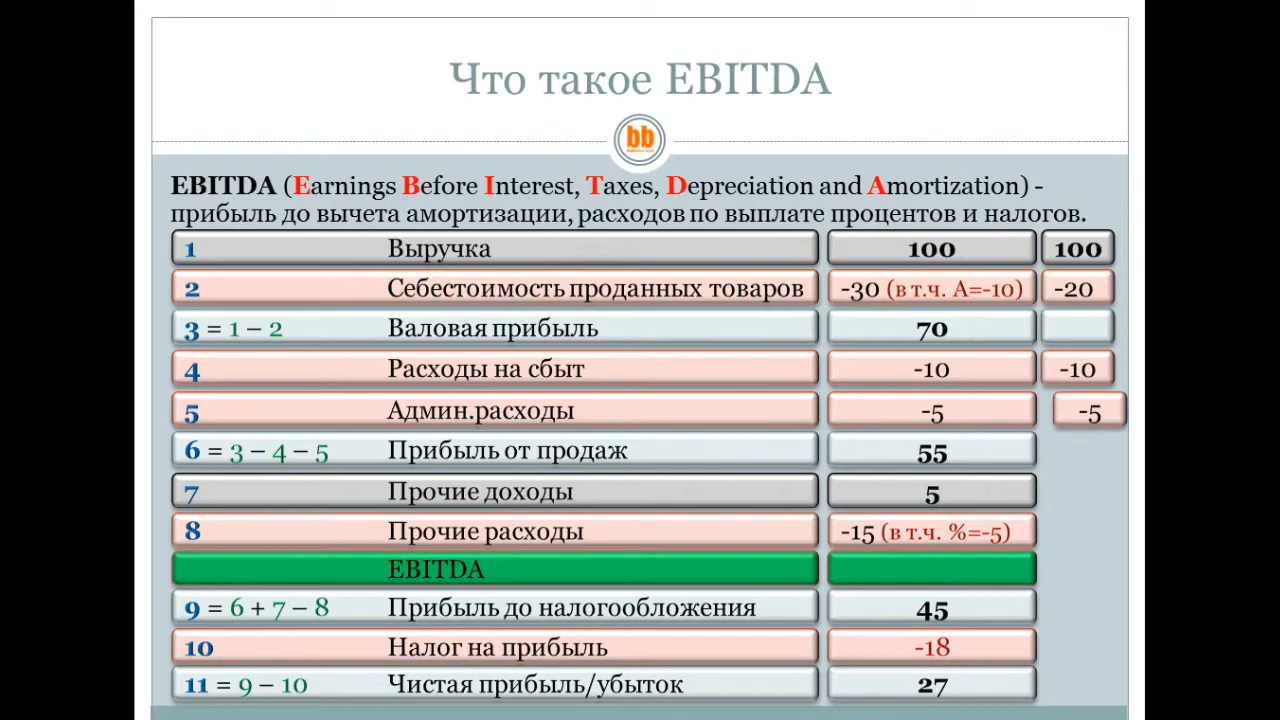 Что такое EBITDA
bb
EBITDA (Earnings Before Interest, Taxes, Depreciation and Amortization) -
прибыль до вычета амортизации, расходов по выплате процентов и налогов.
1 Выручка 100 100
2 Себестоимость проданных товаров -30 (в т.ч. А=-10) -20
3 = 1 – 2 Валовая прибыль 70
4 Расходы на сбыт -10 -10
5 Админ.расходы -5 -5
6 = 3 – 4 – 5 Прибыль от продаж 55
7 Прочие доходы 5
8 Прочие расходы -15 (в т.ч. %=-5)
EBITDA
9 = 6 + 7 – 8 Прибыль до налогообложения 45
10 Налог на прибыль -18
11 = 9 – 10 Чистая прибыль/убыток 27